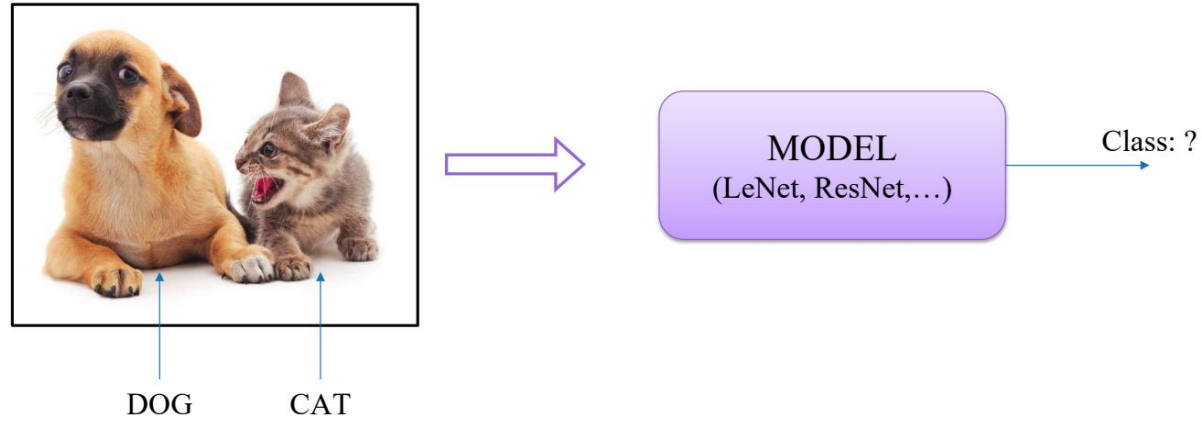 MODEL
(LeNet, ResNet,...)
Class: ?
DOG
CAT